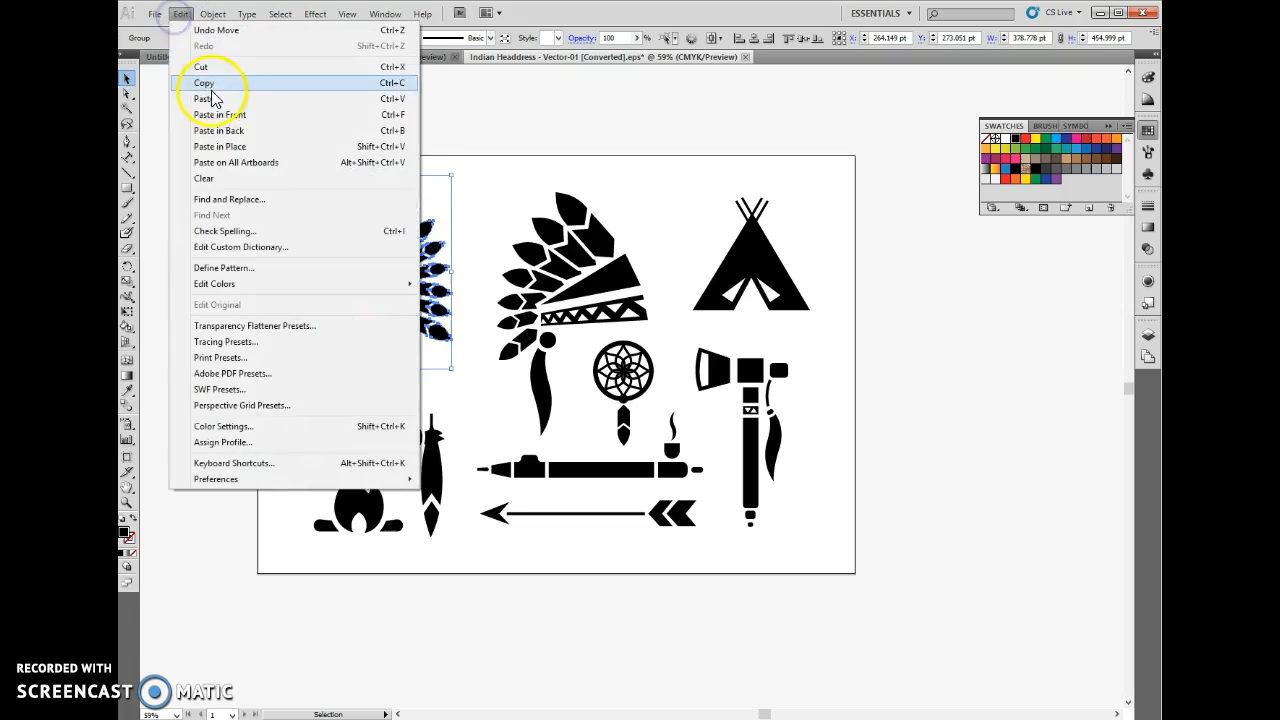 Ai File Edit Object Type Select Effect View Window Help ESSENTIALS CS Live
Group Basic Style: Opacity: 100 % X: 264.149 pt Y: 273.051 pt W: 378.778 pt H: 454.999 pt
Indian Headdress - Vector-01 [Converted].eps* @ 59% (CMYK/Preview)
Undo Move Ctrl+Z
Redo Shift+Ctrl+Z
Cut Ctrl+X
Copy Ctrl+C
Paste Ctrl+V
Paste in Front Ctrl+F
Paste in Back Ctrl+B
Paste in Place
Paste on All Artboards Alt+Shift+Ctrl+V
Clear
Find and Replace...
Find Next
Check Spelling... Ctrl+I
Edit Custom Dictionary...
Define Pattern...
Edit Colors
Edit Original
Transparency Flattener Presets...
Tracing Presets...
Print Presets...
Adobe PDF Presets...
SWF Presets...
Perspective Grid Presets...
Color Settings... Shift+Ctrl+K
Assign Profile...
Keyboard Shortcuts... Alt+Shift+Ctrl+K
Preferences
SWATCHES BRUSH SYMBO
RECORDED WITH
SCREENCAST MATIC
59% 1 Selection